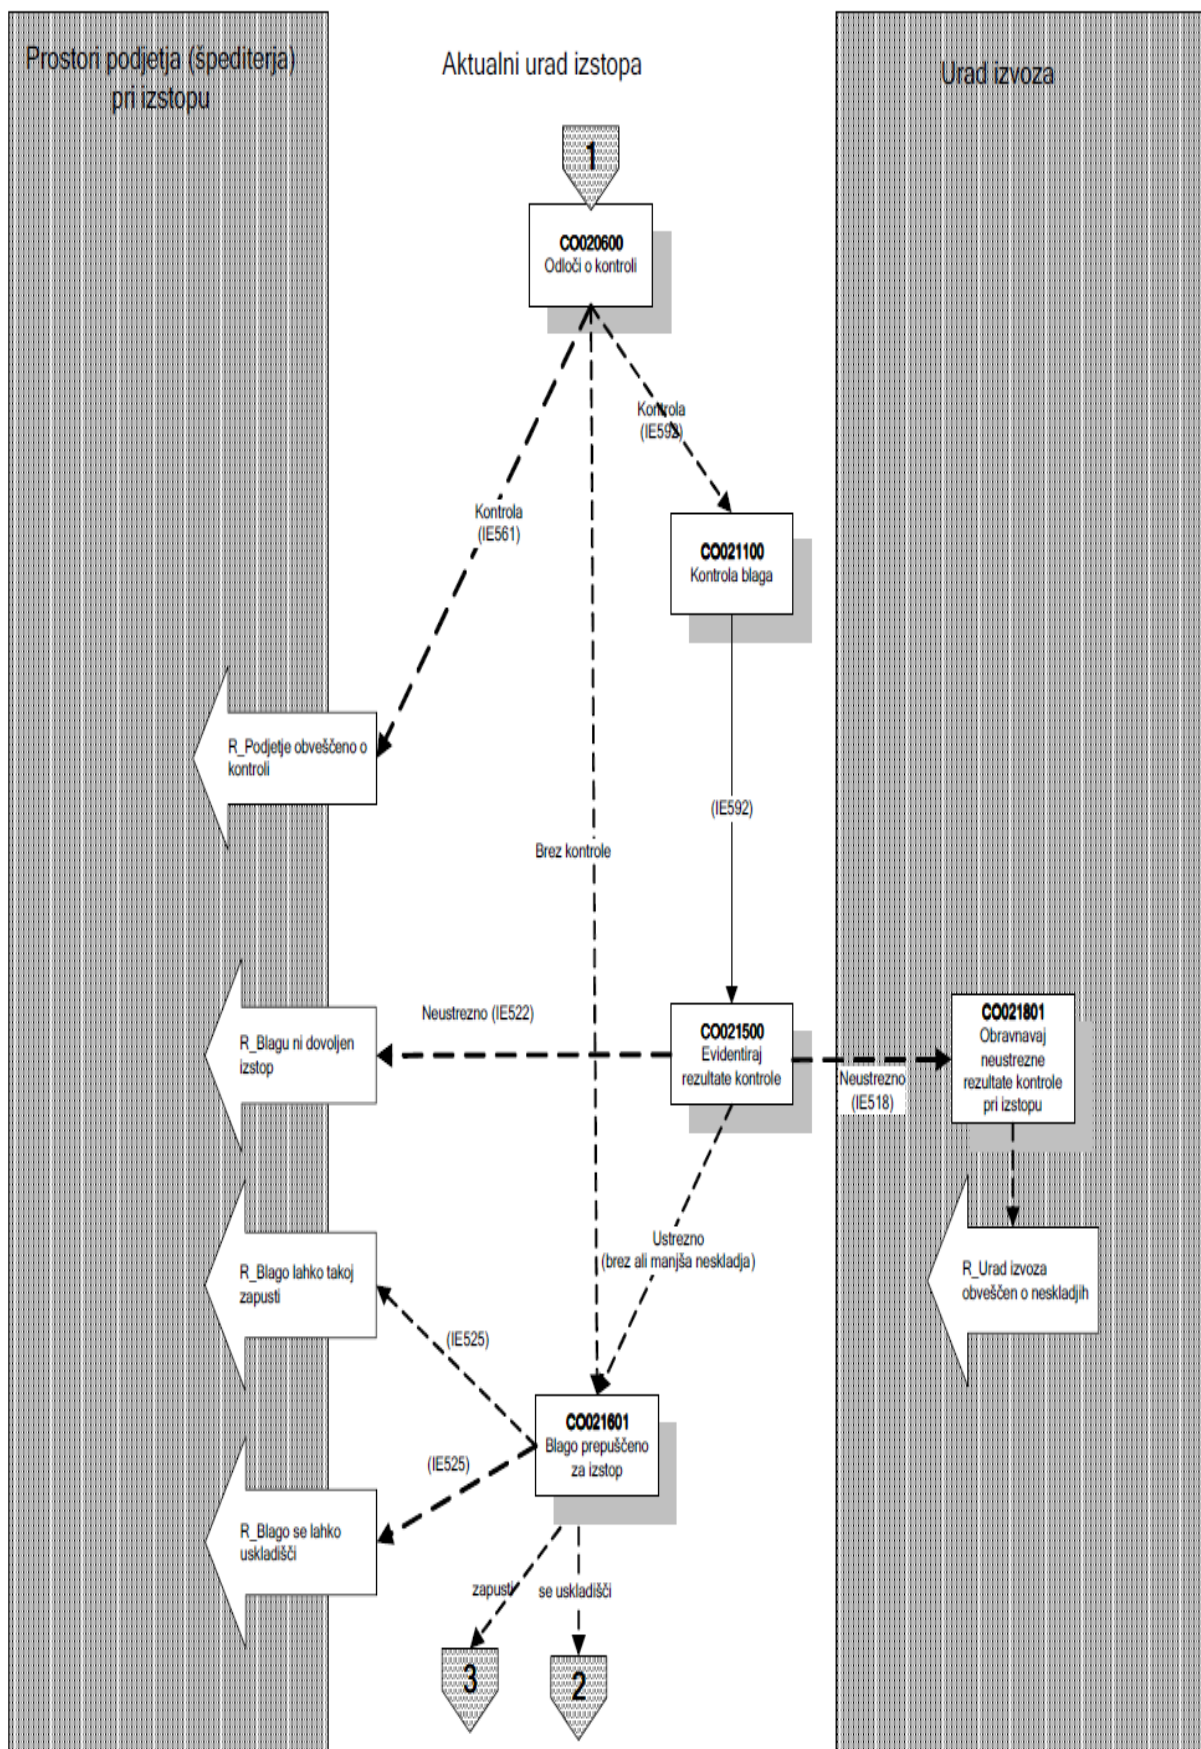 Prostori podjetja (špediterja)
pri izstopu
Aktualni urad izstopa
Urad izvoza
1
CO020600
Odloči o kontroli
Kontrola
(IE592)
Kontrola
(IE561)
CO021100
Kontrola blaga
R_Podjetje obveščeno o
kontroli
(IE592)
Brez kontrole
Neustrezno (IE522)
R_Blagu ni dovoljen
izstop
CO021500
Evidentiraj
rezultate kontrole
Neustrezno
(IE518)
CO021801
Obravnavaj
neustrezne
rezultate kontrole
pri izstopu
Ustrezno
(brez ali manjša neskladja)
R_Blago lahko takoj
zapusti
R_Urad izvoza
obveščen o neskladjih
(IE525)
CO021601
Blago prepuščeno
za izstop
(IE525)
R_Blago se lahko
uskladišči
zapusti
se uskladišči
3
2